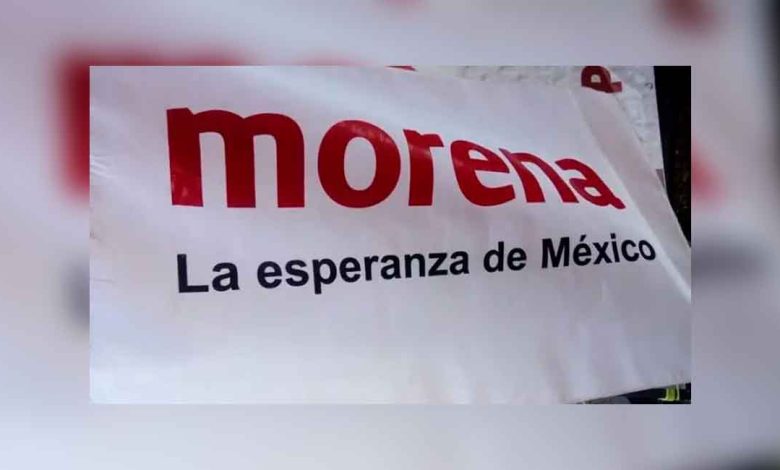 morena
La esperanza de México